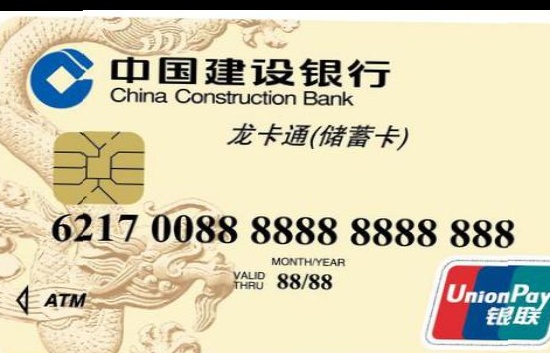 中国建设银行
China Construction Bank
龙卡通(储蓄卡)
6217 0088 8888 8888 888
MONTH/YEAR
VALID THRU 88/88
ATM
UnionPay
银联